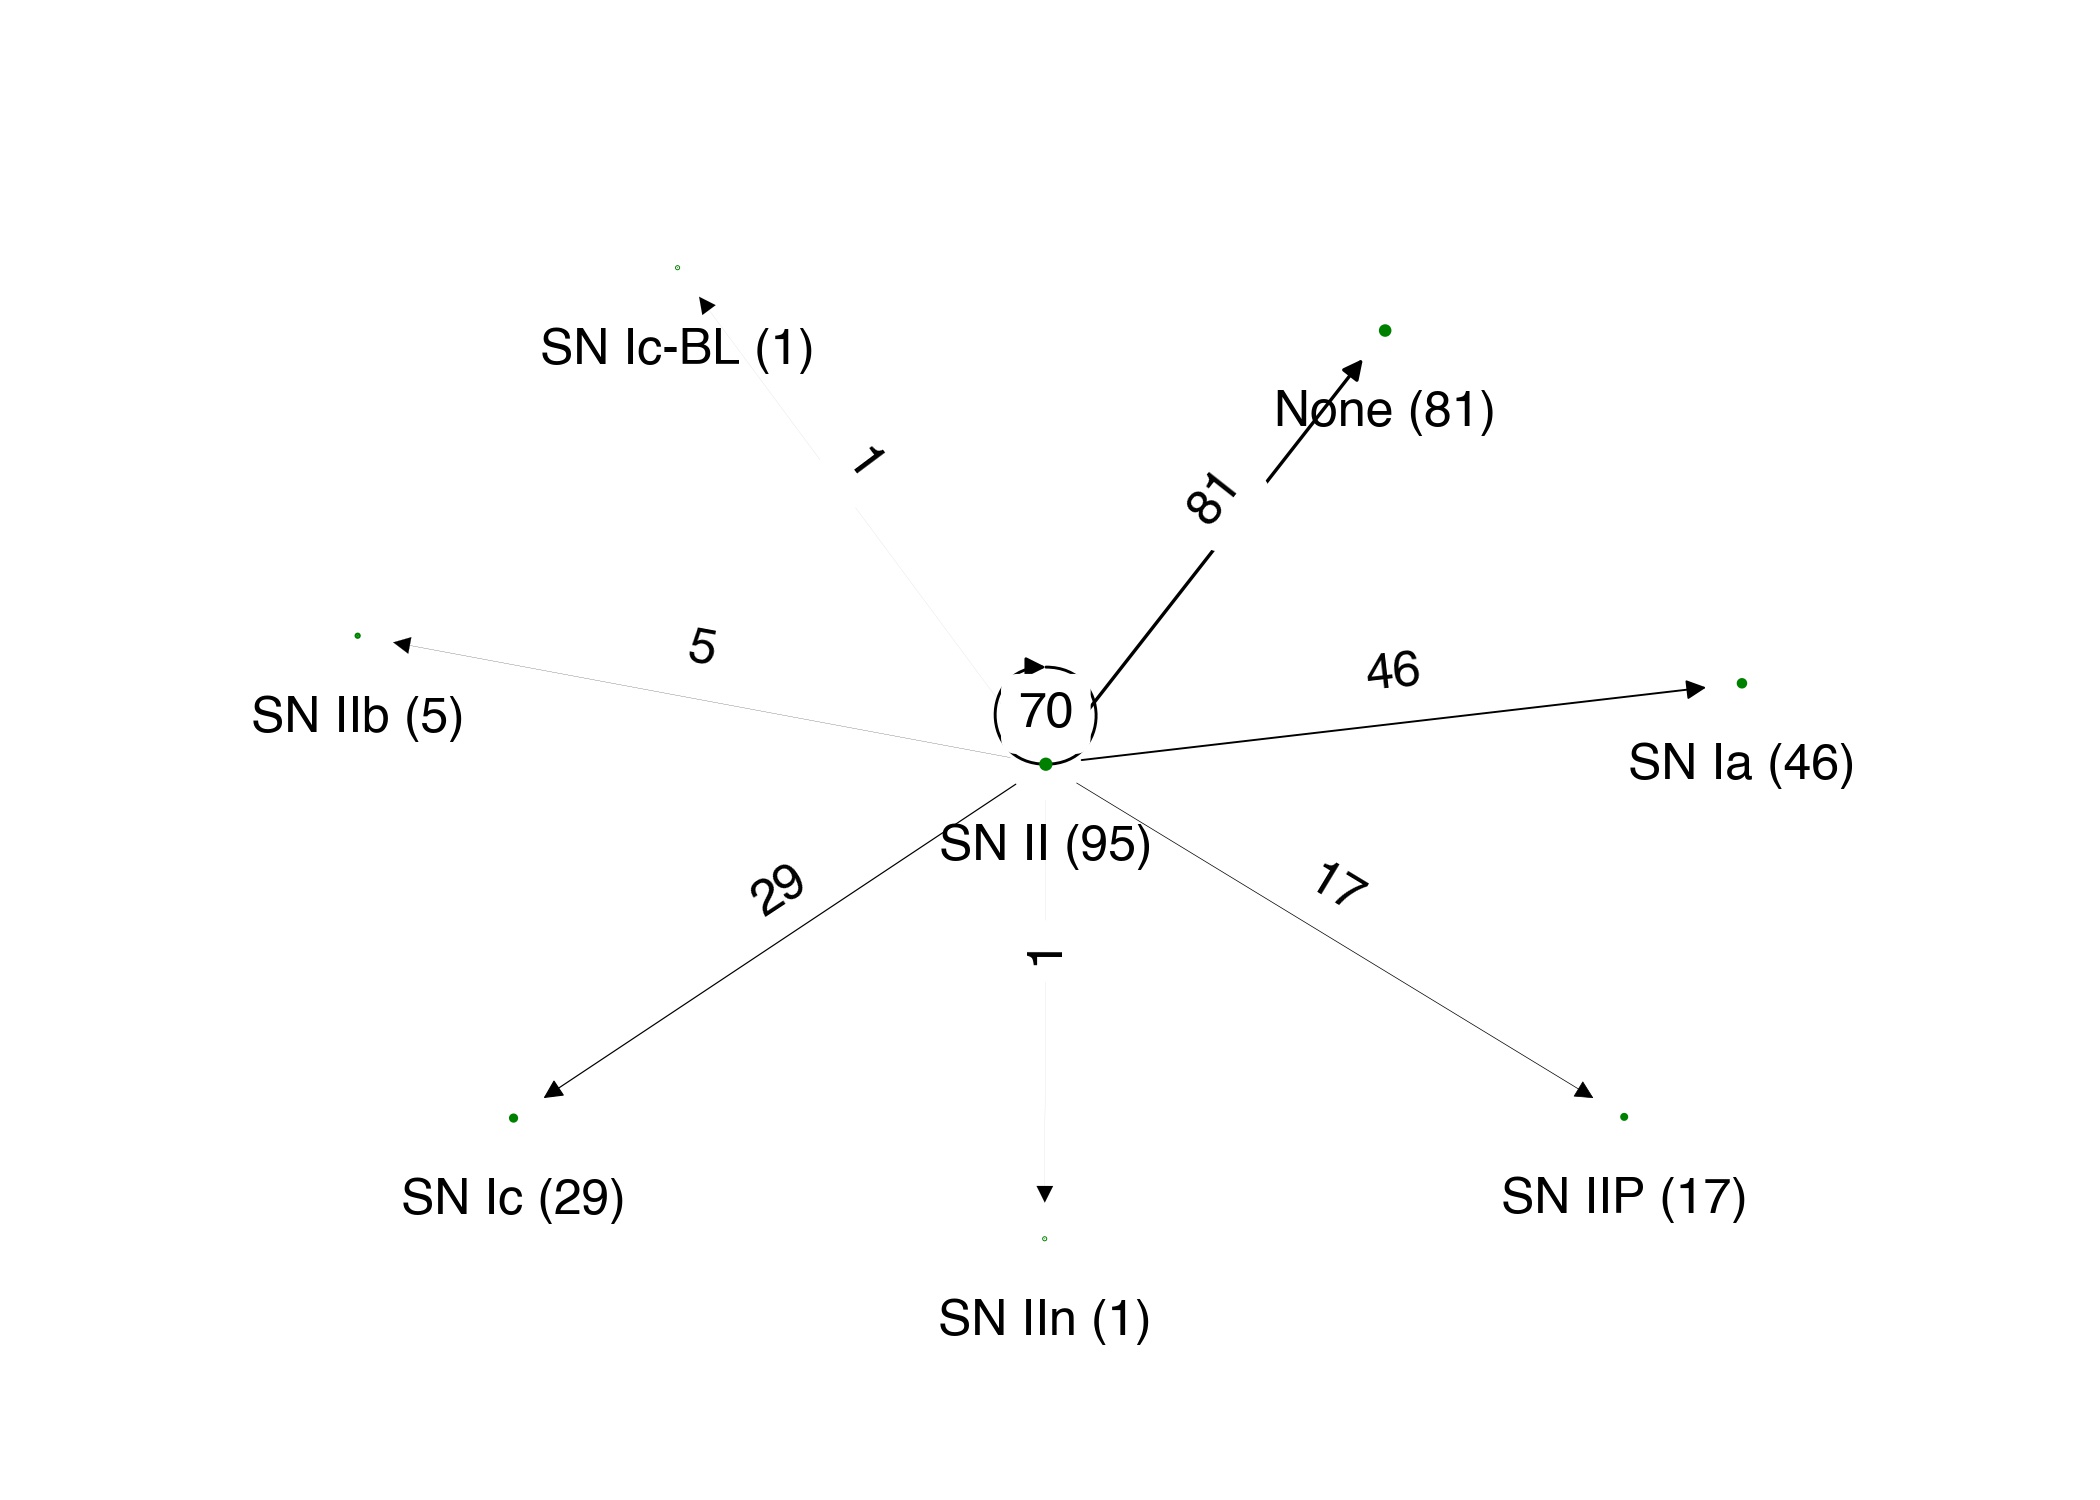 SN Ic-BL (1)
None (81)
1
81
5
46
SN IIb (5)
70
SN Ia (46)
SN II (95)
29
17
1
SN Ic (29)
SN IIP (17)
SN IIn (1)